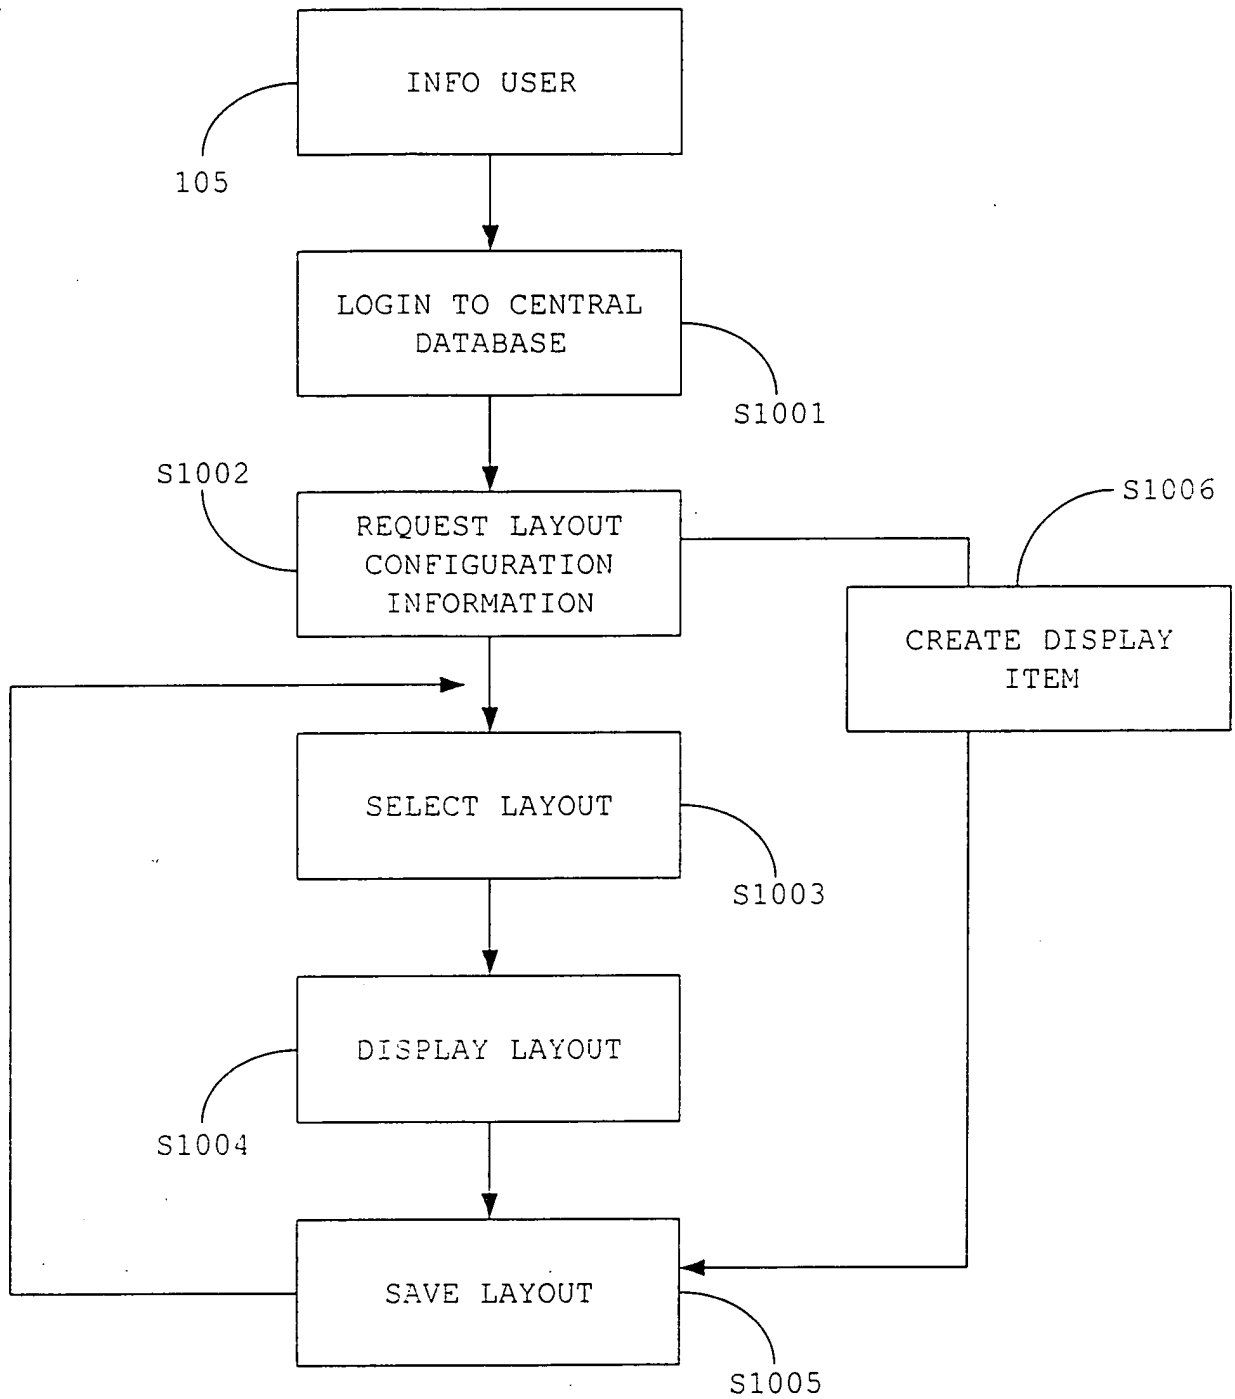 INFO USER
105
LOGIN TO CENTRAL
DATABASE
S1001
S1002
REQUEST LAYOUT
CONFIGURATION
INFORMATION
S1006
CREATE DISPLAY
ITEM
SELECT LAYOUT
S1003
DISPLAY LAYOUT
S1004
SAVE LAYOUT
S1005